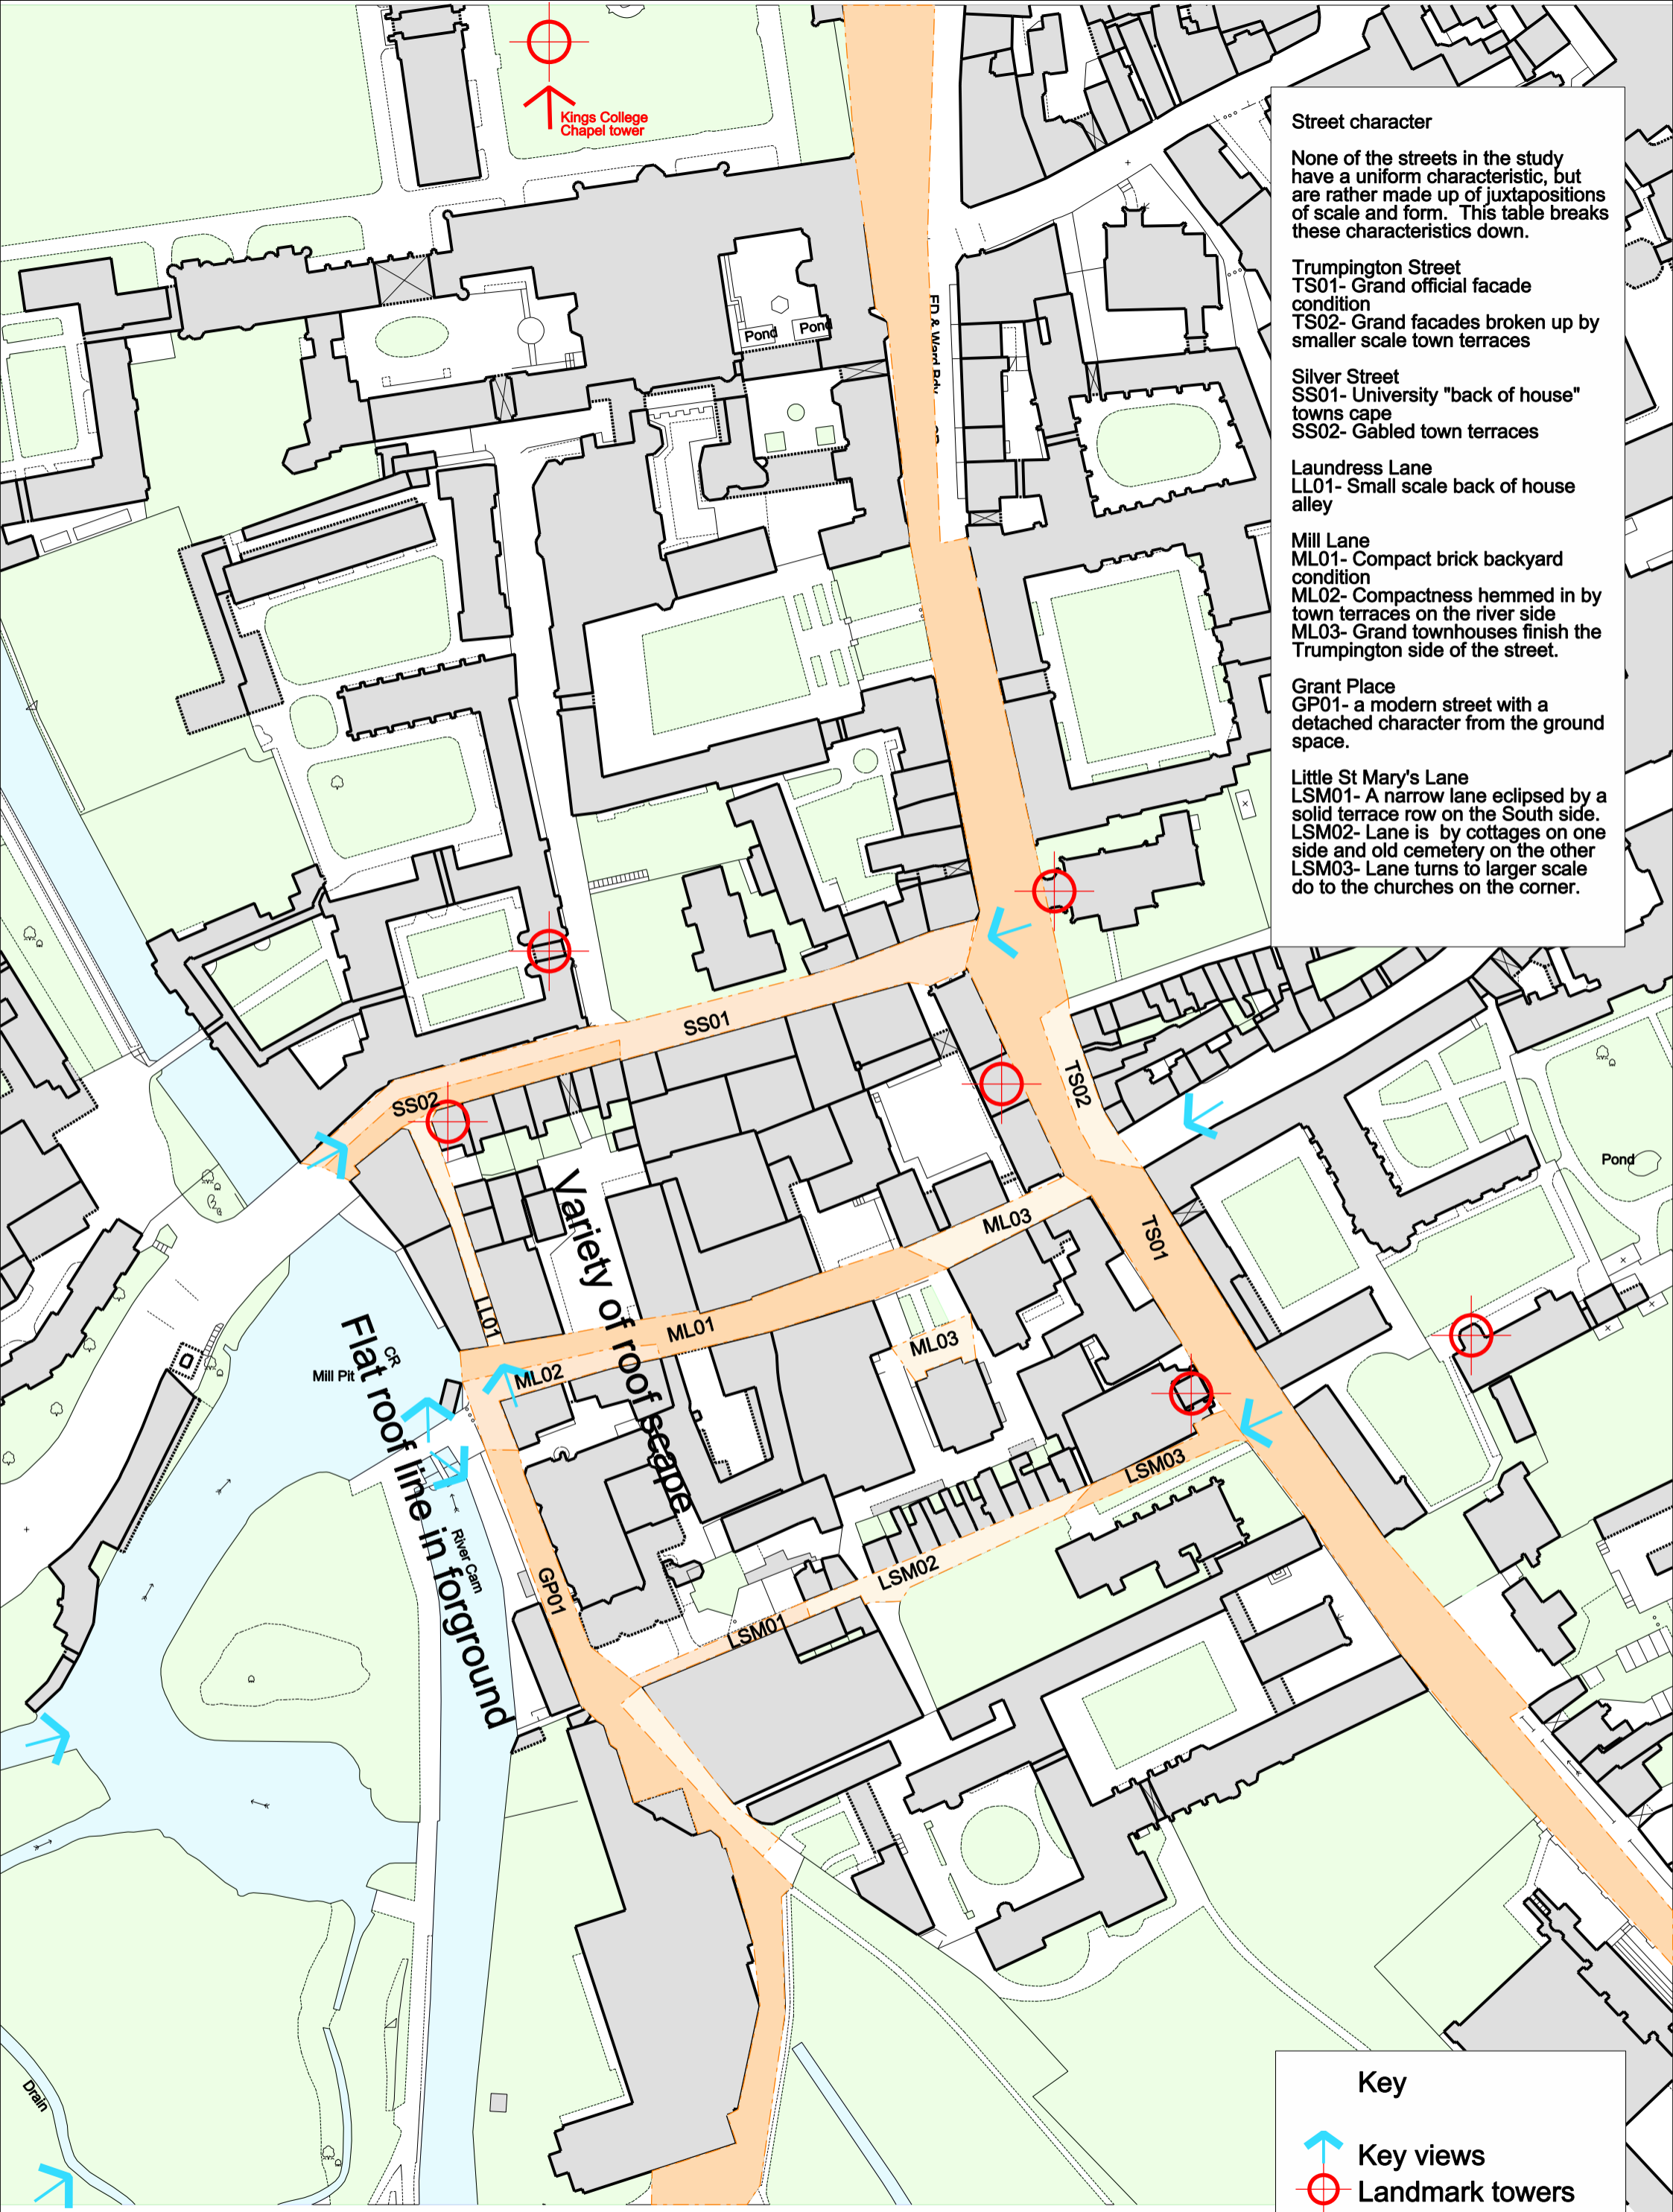 Kings College
Chapel tower
Street character
None of the streets in the study
have a uniform characteristic, but
are rather made up of juxtapositions
of scale and form. This table breaks
these characteristics down.
Trumpington Street
TS01- Grand official facade
condition
TS02- Grand facades broken up by
smaller scale town terraces
Silver Street
SS01- University "back of house"
towns cape
SS02- Gabled town terraces
Laundress Lane
LL01- Small scale back of house
alley
Mill Lane
ML01- Compact brick backyard
condition
ML02- Compactness hemmed in by
town terraces on the river side
ML03- Grand townhouses finish the
Trumpington side of the street.
Grant Place
GP01- a modern street with a
detached character from the ground
space.
Little St Mary's Lane
LSM01- A narrow lane eclipsed by a
solid terrace row on the South side.
LSM02- Lane is by cottages on one
side and old cemetery on the other
LSM03- Lane turns to larger scale
do to the churches on the corner.
Pond
Pond
ED & Ward Bdy
SS01
SS02
TS02
Pond
Variety of roof scape
ML03
TS01
LL01
ML01
ML03
ML02
CR
Mill Pit
Flat roof line in forground
River Cam
LSM03
LSM02
GP01
LSM01
Drain
Key
Key views
Landmark towers